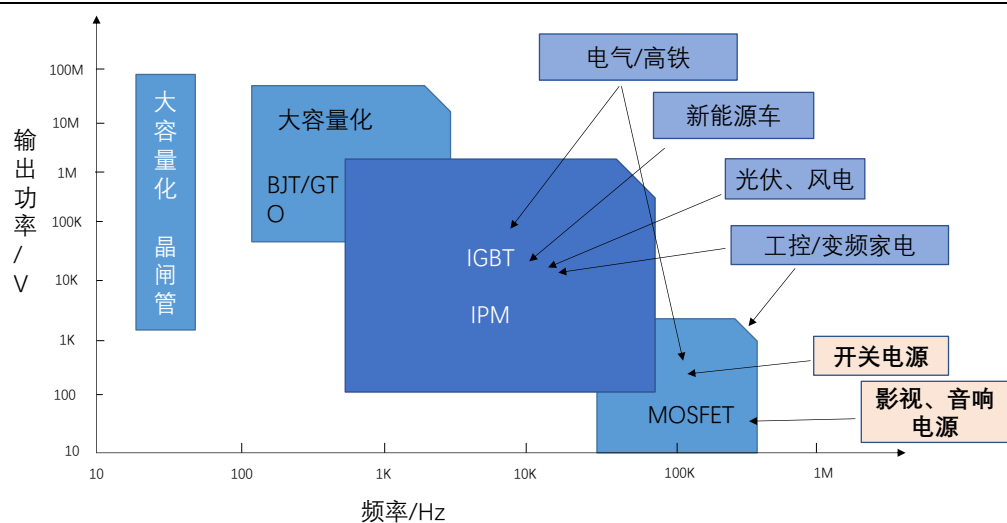 输出功率/V
100M
10M
1M
100K
10K
1K
100
10
大容量化 晶闸管
大容量化
BJT/GT
O
IGBT
IPM
MOSFET
电气/高铁
新能源车
光伏、风电
工控/变频家电
开关电源
影视、音响
电源
10
100
1K
10K
100K
1M
频率/Hz